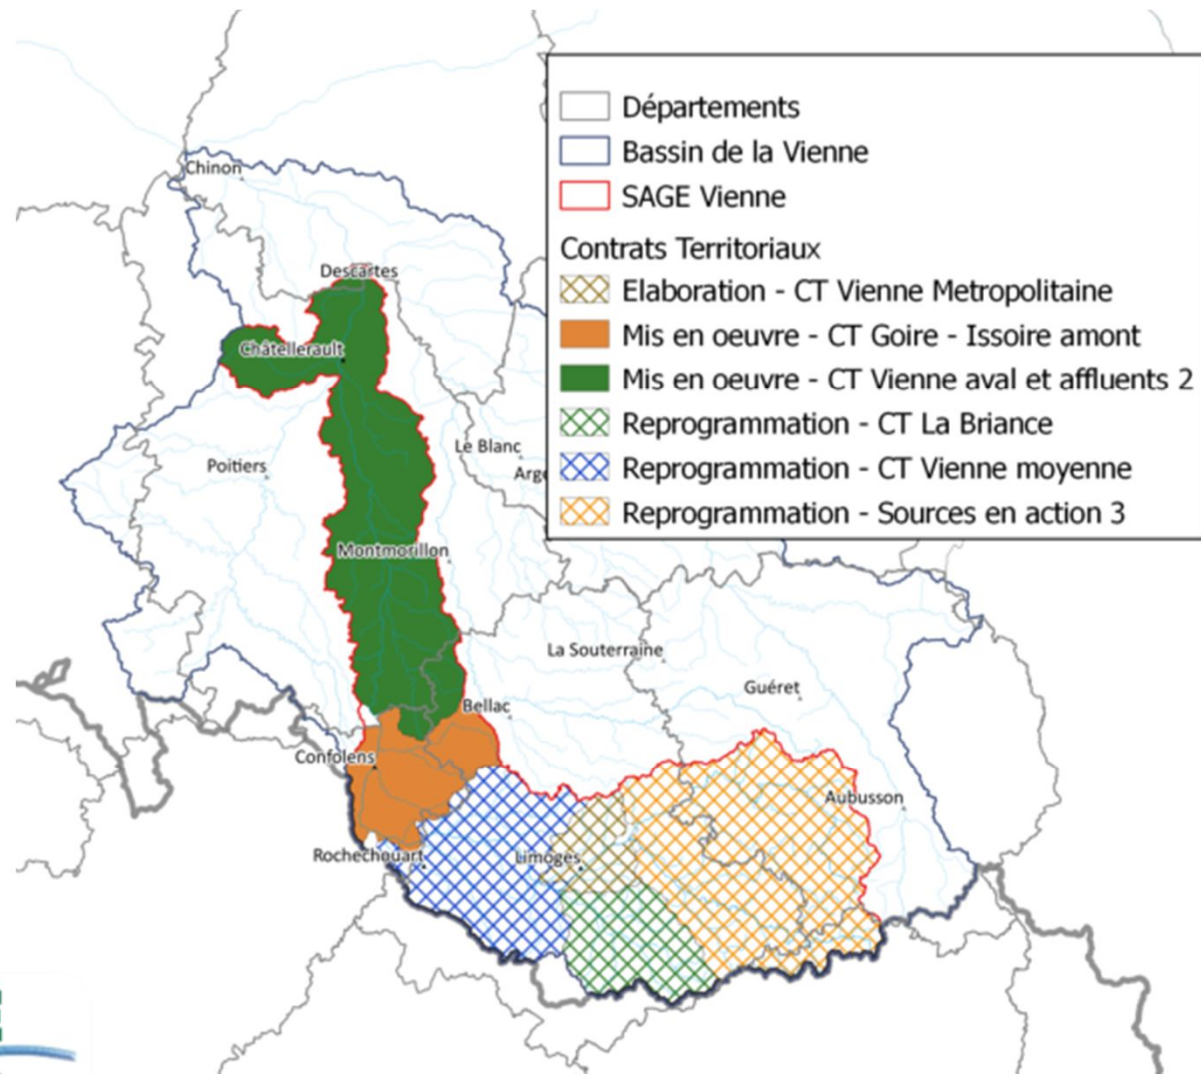 Départements
Bassin de la Vienne
SAGE Vienne
Contrats Territoriaux
Elaboration - CT Vienne Metropolitaine
Mis en oeuvre - CT Goire - Issoire amont
Mis en oeuvre - CT Vienne aval et affluents 2
Reprogrammation - CT La Briance
Reprogrammation - CT Vienne moyenne
Reprogrammation - Sources en action 3
Chinon
Descartes
Châtellerault
Le Blanc
Poitiers
Arge
Montmorillon
La Souterraine
Guéret
Bellac
Confolens
Aubusson
Rochechouart
Limoges